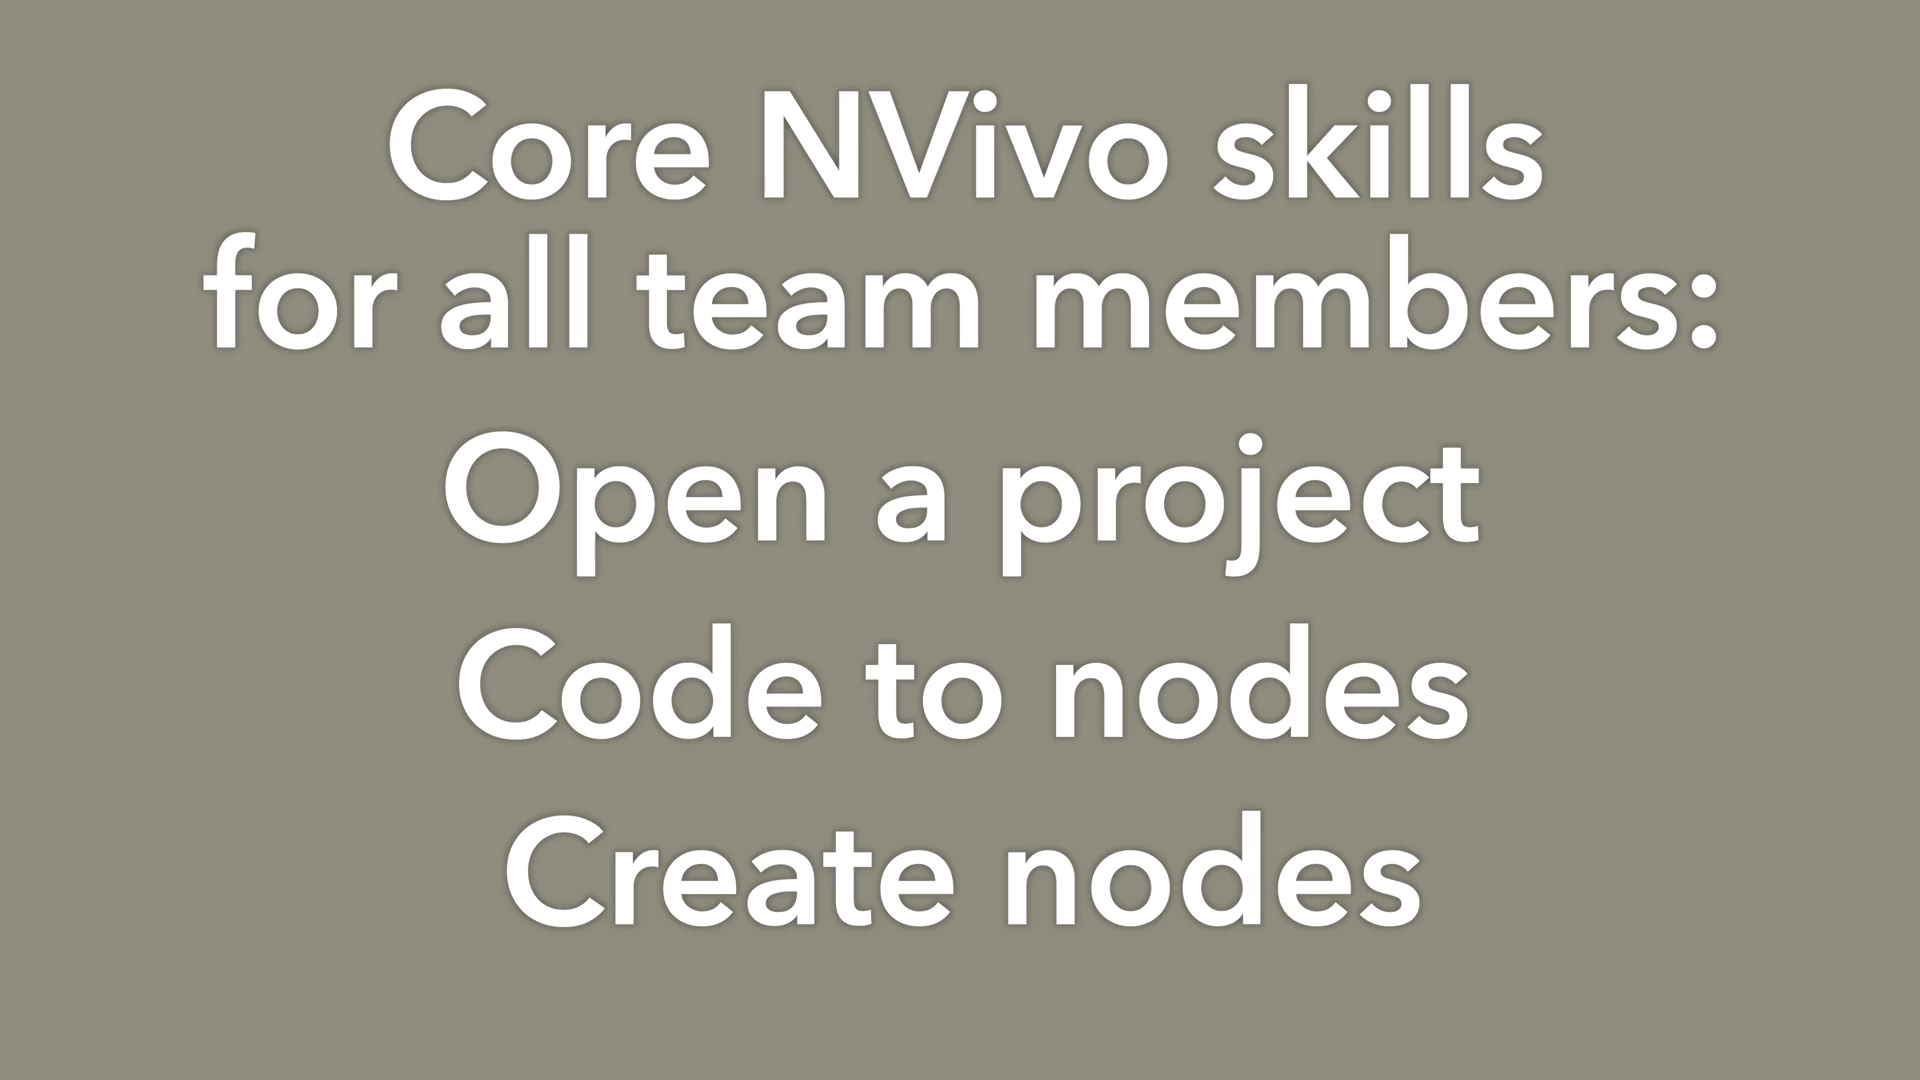 Core NVivo skills
for all team members:
Open a project
Code to nodes
Create nodes